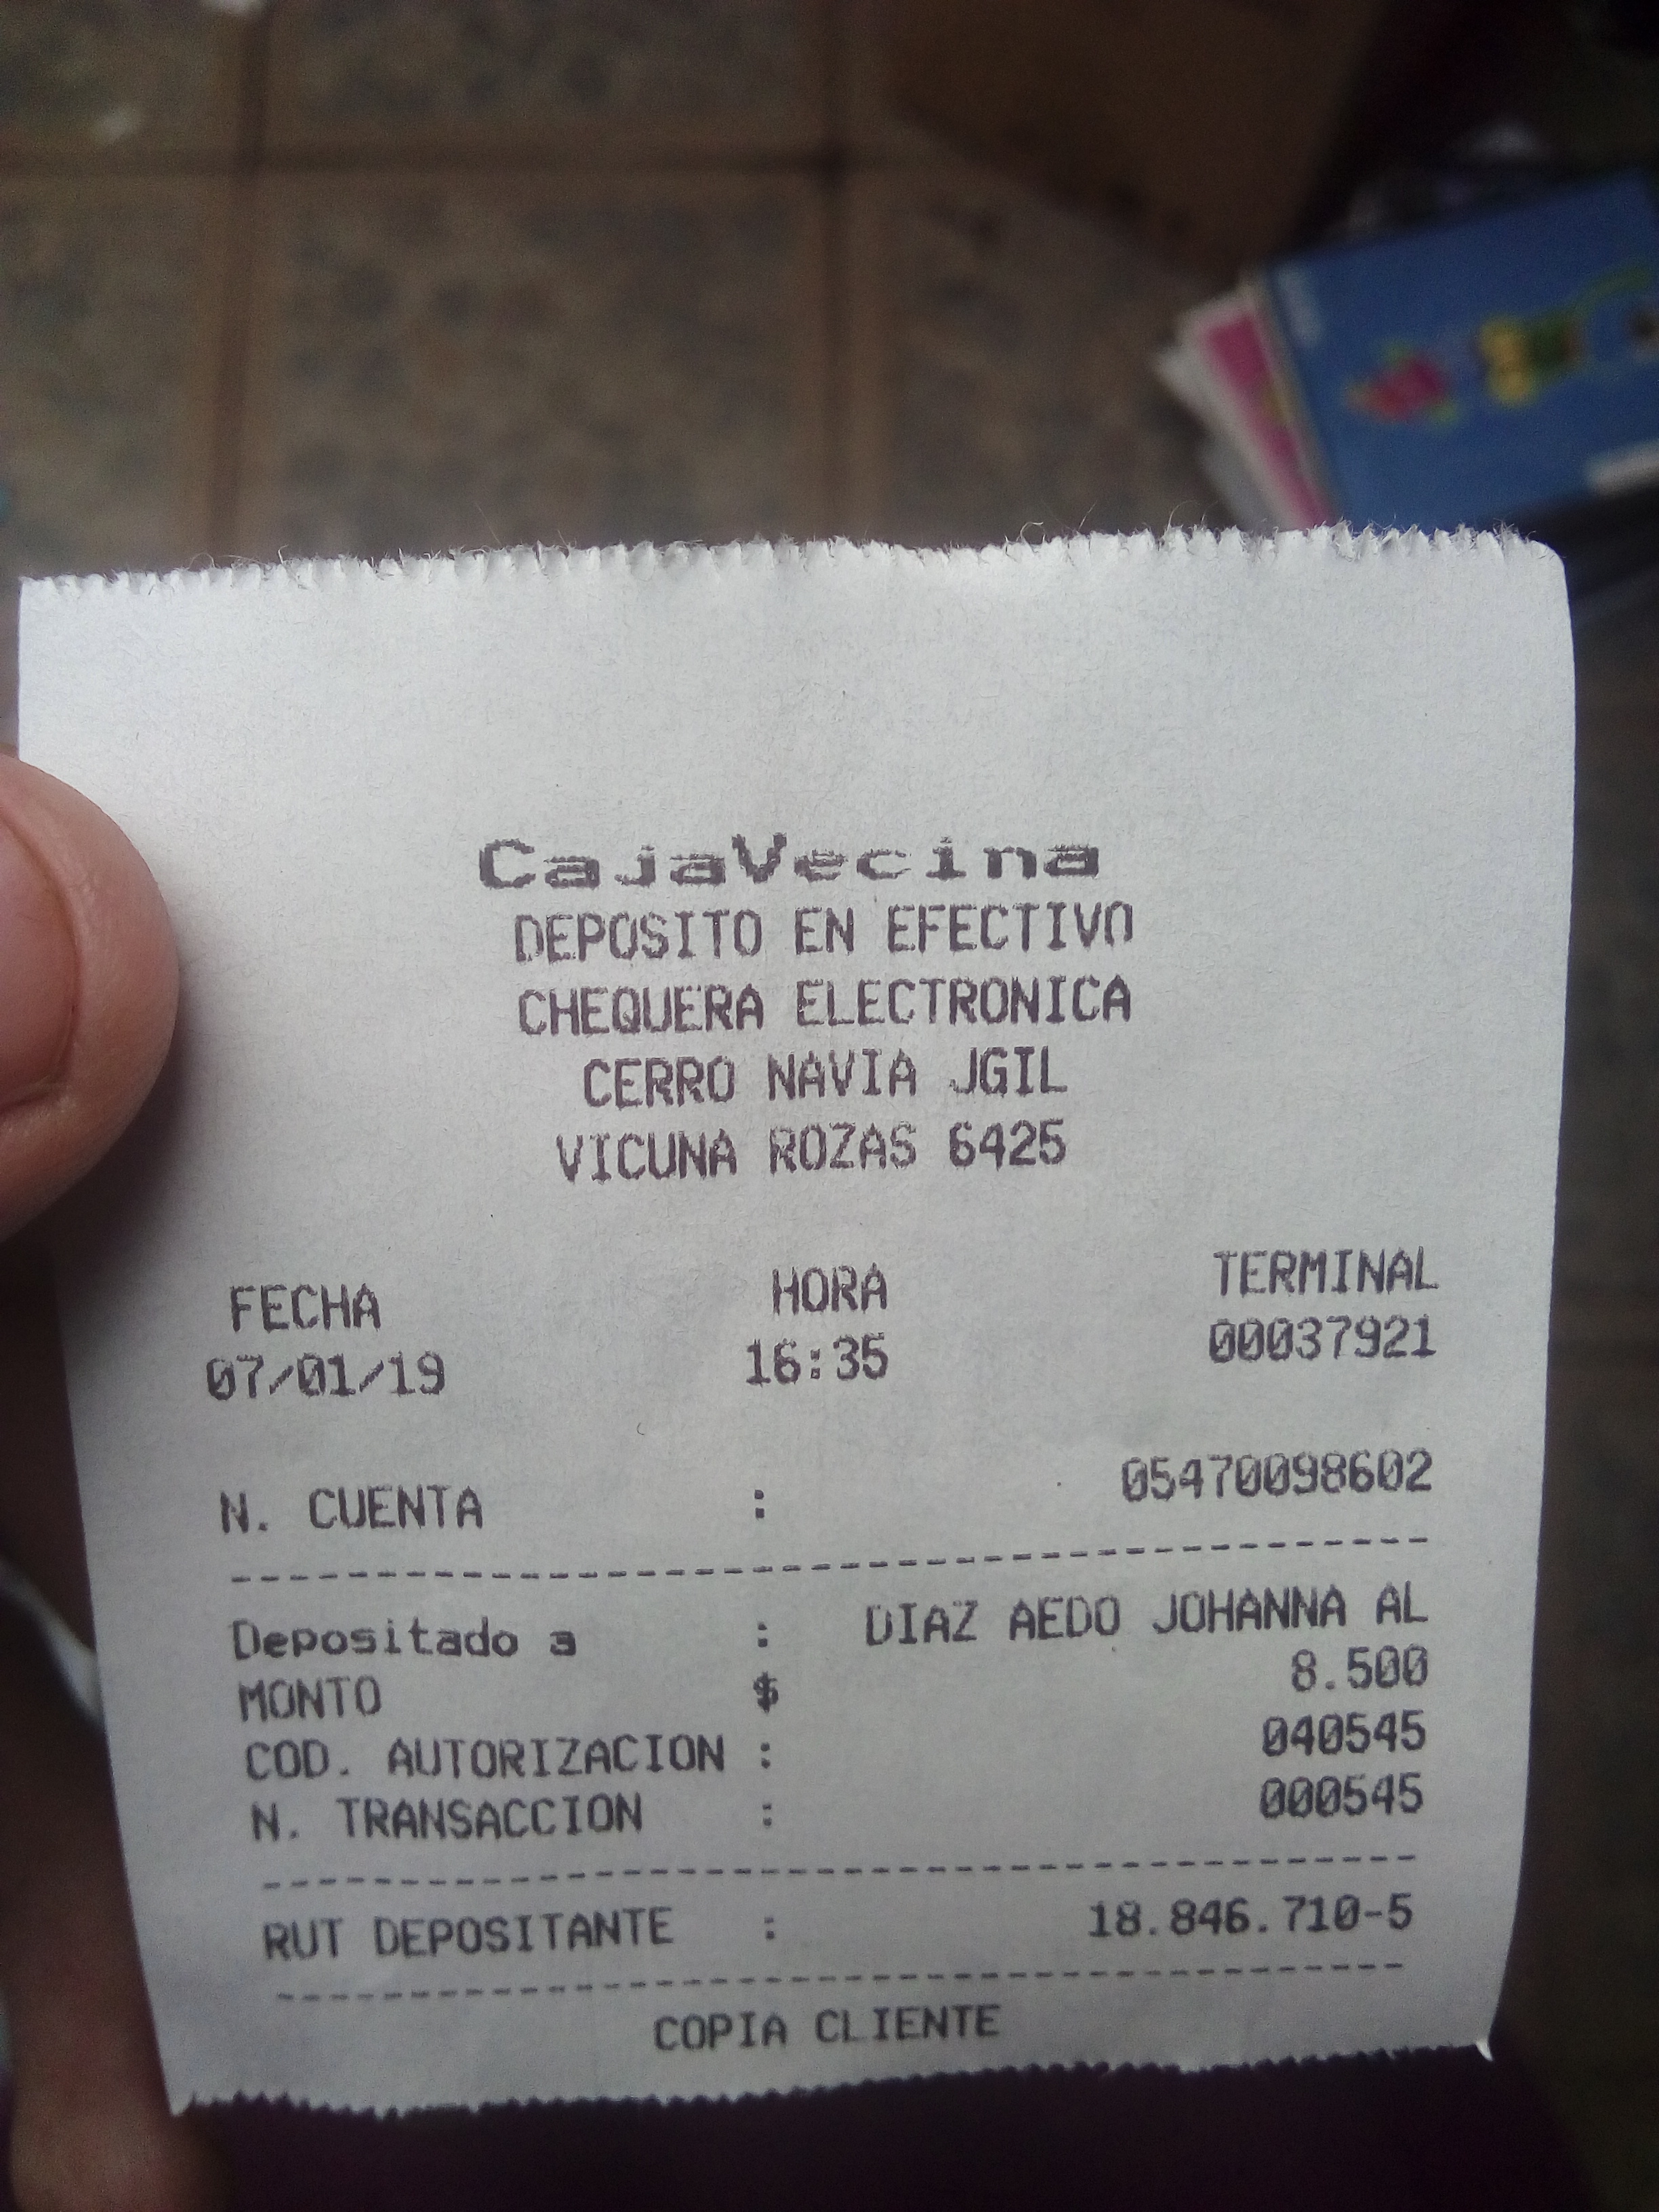 CajaVecina
DEPOSITO EN EFECTIVO
CHEQUERA ELECTRONICA
CERRO NAVIA JGIL
VICUNA ROZAS 6425
FECHA HORA TERMINAL
07/01/19 16:35 00037921
N. CUENTA : 05470098602
Depositado a : DIAZ AEDO JOHANNA AL
MONTO $ 8.500
COD. AUTORIZACION : 040545
N. TRANSACCION : 000545
RUT DEPOSITANTE : 18.846.710-5
COPIA CLIENTE